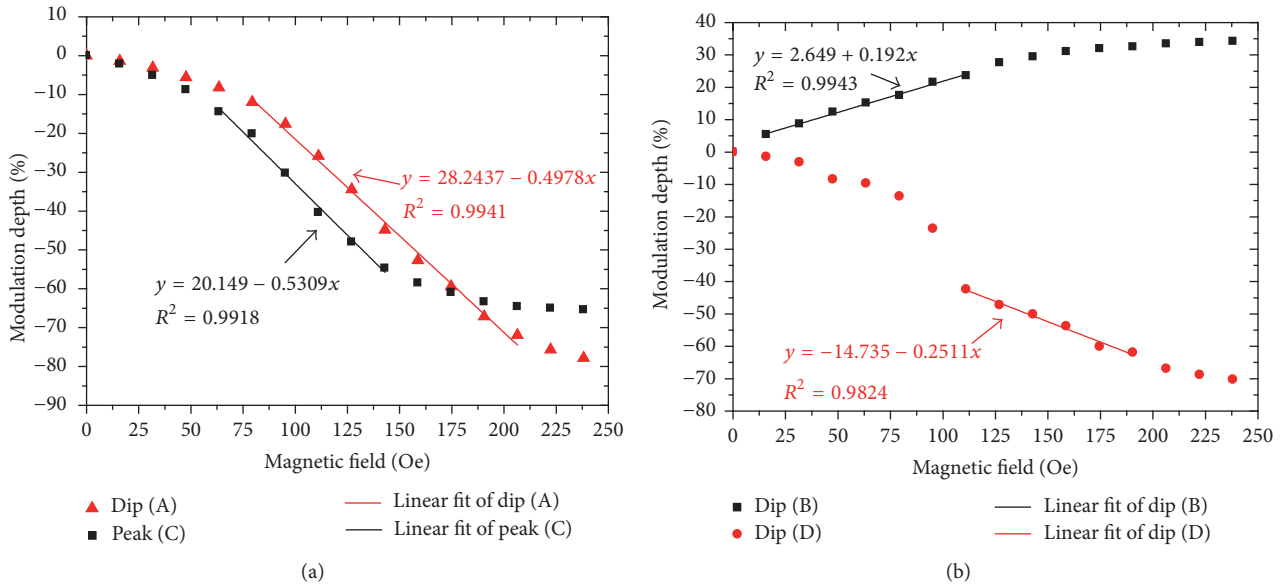 10
0
−10
−20
−30
−40
−50
−60
−70
−80
−90
Modulation depth (%)
y = 28.2437 − 0.4978x
R² = 0.9941
y = 20.149 − 0.5309x
R² = 0.9918
0 25 50 75 100 125 150 175 200 225 250
Magnetic field (Oe)
Dip (A) Linear fit of dip (A)
Peak (C) Linear fit of peak (C)
(a)
40
30
20
10
0
−10
−20
−30
−40
−50
−60
−70
−80
Modulation depth (%)
y = 2.649 + 0.192x
R² = 0.9943
y = −14.735 − 0.2511x
R² = 0.9824
0 25 50 75 100 125 150 175 200 225 250
Magnetic field (Oe)
Dip (B) Linear fit of dip (B)
Dip (D) Linear fit of dip (D)
(b)